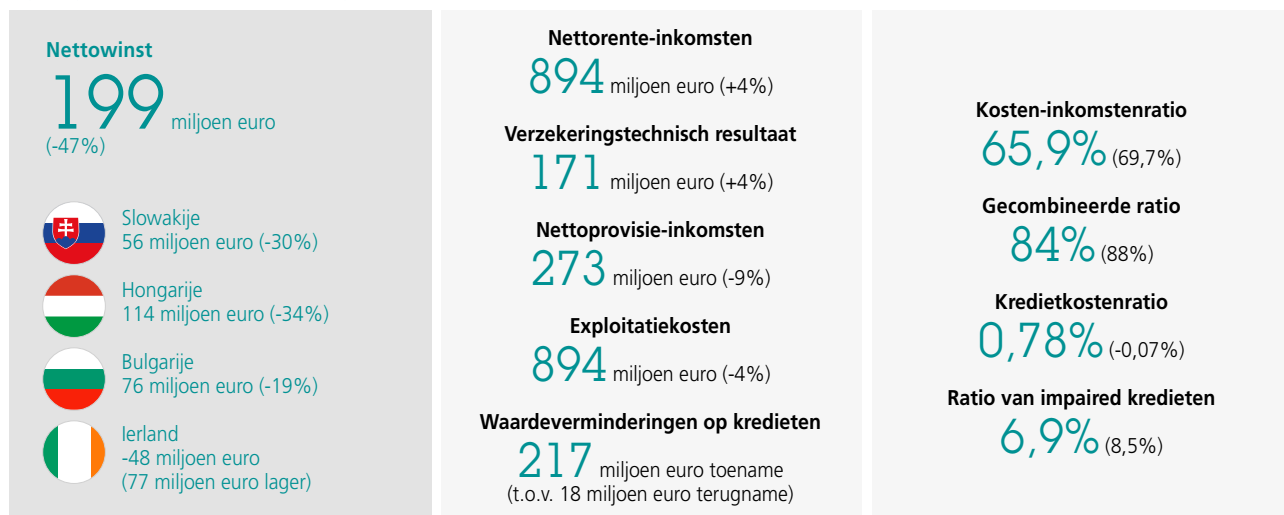 Nettowinst
199 miljoen euro
(-47%)
Slowakije
56 miljoen euro (-30%)
Hongarije
114 miljoen euro (-34%)
Bulgarije
76 miljoen euro (-19%)
Ierland
-48 miljoen euro
(77 miljoen euro lager)
Nettorente-inkomsten
894 miljoen euro (+4%)
Verzekeringstechnisch resultaat
171 miljoen euro (+4%)
Nettoprovisie-inkomsten
273 miljoen euro (-9%)
Exploitatiekosten
894 miljoen euro (-4%)
Waardeverminderingen op kredieten
217 miljoen euro toename
(t.o.v. 18 miljoen euro terugname)
Kosten-inkomstenratio
65,9% (69,7%)
Gecombineerde ratio
84% (88%)
Kredietkostenratio
0,78% (-0,07%)
Ratio van impaired kredieten
6,9% (8,5%)